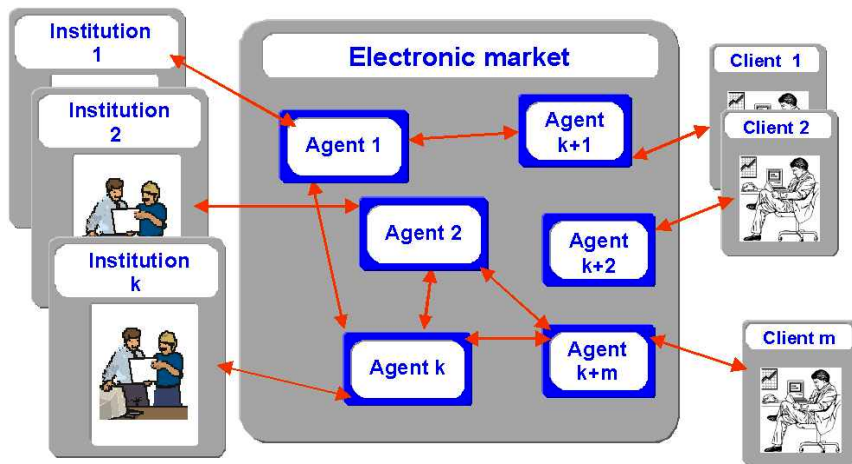 Institution
1
Institution
2
Institution
k
Electronic market
Agent 1
Agent
k+1
Agent 2
Agent
k+2
Agent k
Agent
k+m
Client 1
Client 2
Client m